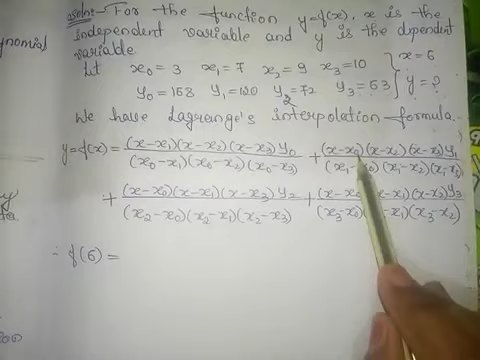 Soln:- For the function y=f(x), x is the
independent variable and y is the dpendent
variable
Let x₀ = 3 x₁ = 7 x₂ = 9 x₃ = 10 } x = 6
y₀ = 168 y₁ = 120 y₂ = 72 y₃ = 63 } y = ?
We have Lagrange's interpolation formula.
y=f(x) = (x-x₁)(x-x₂)(x-x₃)y₀ / (x₀-x₁)(x₀-x₂)(x₀-x₃) + (x-x₀)(x-x₂)(x-x₃)y₁ / (x₁-x₀)(x₁-x₂)(x₁-x₃)
+ (x-x₀)(x-x₁)(x-x₃)y₂ / (x₂-x₀)(x₂-x₁)(x₂-x₃) + (x-x₀)(x-x₁)(x-x₂)y₃ / (x₃-x₀)(x₃-x₁)(x₃-x₂)
∴ f(6) =